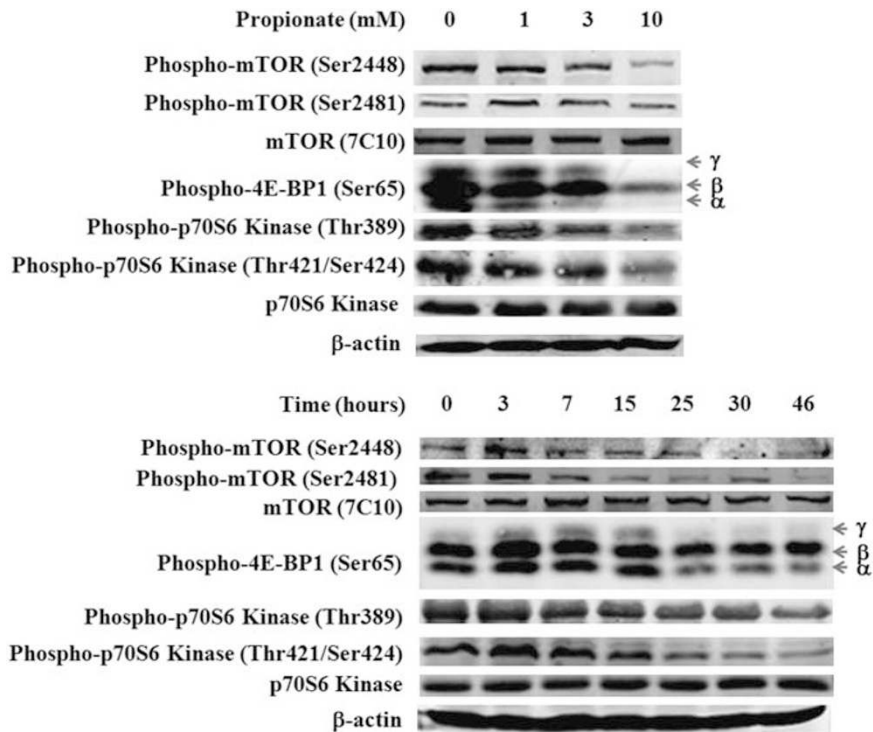 Propionate (mM) 0 1 3 10
Phospho-mTOR (Ser2448)
Phospho-mTOR (Ser2481)
mTOR (7C10)
γ
Phospho-4E-BP1 (Ser65) β
α
Phospho-p70S6 Kinase (Thr389)
Phospho-p70S6 Kinase (Thr421/Ser424)
p70S6 Kinase
β-actin
Time (hours) 0 3 7 15 25 30 46
Phospho-mTOR (Ser2448)
Phospho-mTOR (Ser2481)
mTOR (7C10)
γ
β
Phospho-4E-BP1 (Ser65) α
Phospho-p70S6 Kinase (Thr389)
Phospho-p70S6 Kinase (Thr421/Ser424)
p70S6 Kinase
β-actin